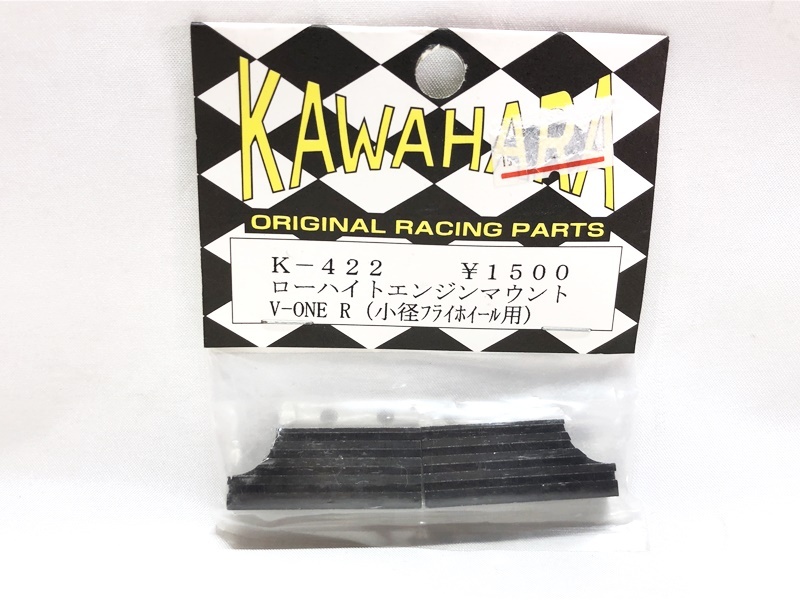 KAWAHARA
ORIGINAL RACING PARTS
K-422 ¥1500
ローハイトエンジンマウント
V-ONE R (小径フライホイール用)